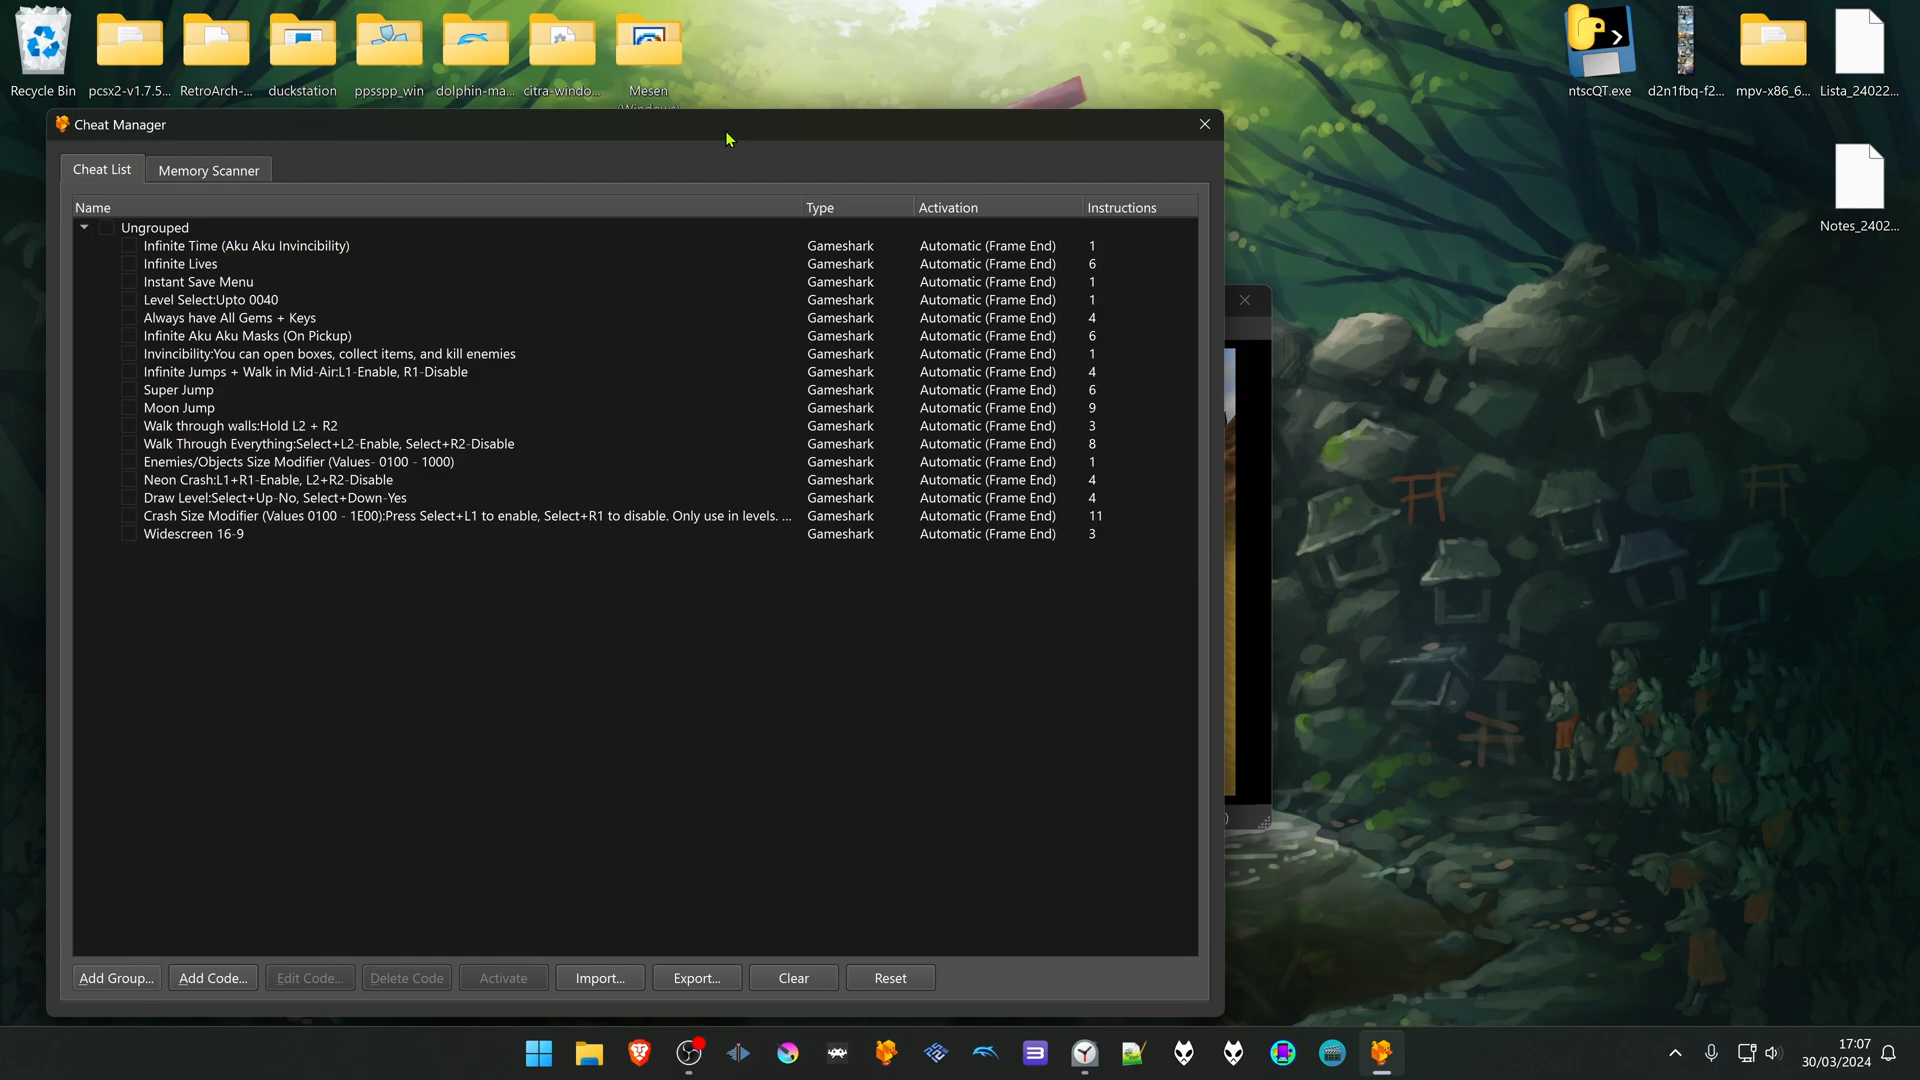 Recycle Bin
pcsx2-v1.7.5...
RetroArch-...
duckstation
ppsspp_win
dolphin-ma...
citra-windo...
Mesen
(Windows)
ntscQT.exe
d2n1fbq-f2...
mpv-x86_6...
Lista_24022...
Notes_2402...
Cheat Manager
Cheat List
Memory Scanner
Name Type Activation Instructions
Ungrouped
Infinite Time (Aku Aku Invincibility) Gameshark Automatic (Frame End) 1
Infinite Lives Gameshark Automatic (Frame End) 6
Instant Save Menu Gameshark Automatic (Frame End) 1
Level Select:Upto 0040 Gameshark Automatic (Frame End) 1
Always have All Gems + Keys Gameshark Automatic (Frame End) 4
Infinite Aku Aku Masks (On Pickup) Gameshark Automatic (Frame End) 6
Invincibility:You can open boxes, collect items, and kill enemies Gameshark Automatic (Frame End) 1
Infinite Jumps + Walk in Mid-Air:L1-Enable, R1-Disable Gameshark Automatic (Frame End) 4
Super Jump Gameshark Automatic (Frame End) 6
Moon Jump Gameshark Automatic (Frame End) 9
Walk through walls:Hold L2 + R2 Gameshark Automatic (Frame End) 3
Walk Through Everything:Select+L2-Enable, Select+R2-Disable Gameshark Automatic (Frame End) 8
Enemies/Objects Size Modifier (Values- 0100 - 1000) Gameshark Automatic (Frame End) 1
Neon Crash:L1+R1-Enable, L2+R2-Disable Gameshark Automatic (Frame End) 4
Draw Level:Select+Up-No, Select+Down-Yes Gameshark Automatic (Frame End) 4
Crash Size Modifier (Values 0100 - 1E00):Press Select+L1 to enable, Select+R1 to disable. Only use in levels. ... Gameshark Automatic (Frame End) 11
Widescreen 16-9 Gameshark Automatic (Frame End) 3
Add Group... Add Code... Edit Code... Delete Code Activate Import... Export... Clear Reset
17:07
30/03/2024